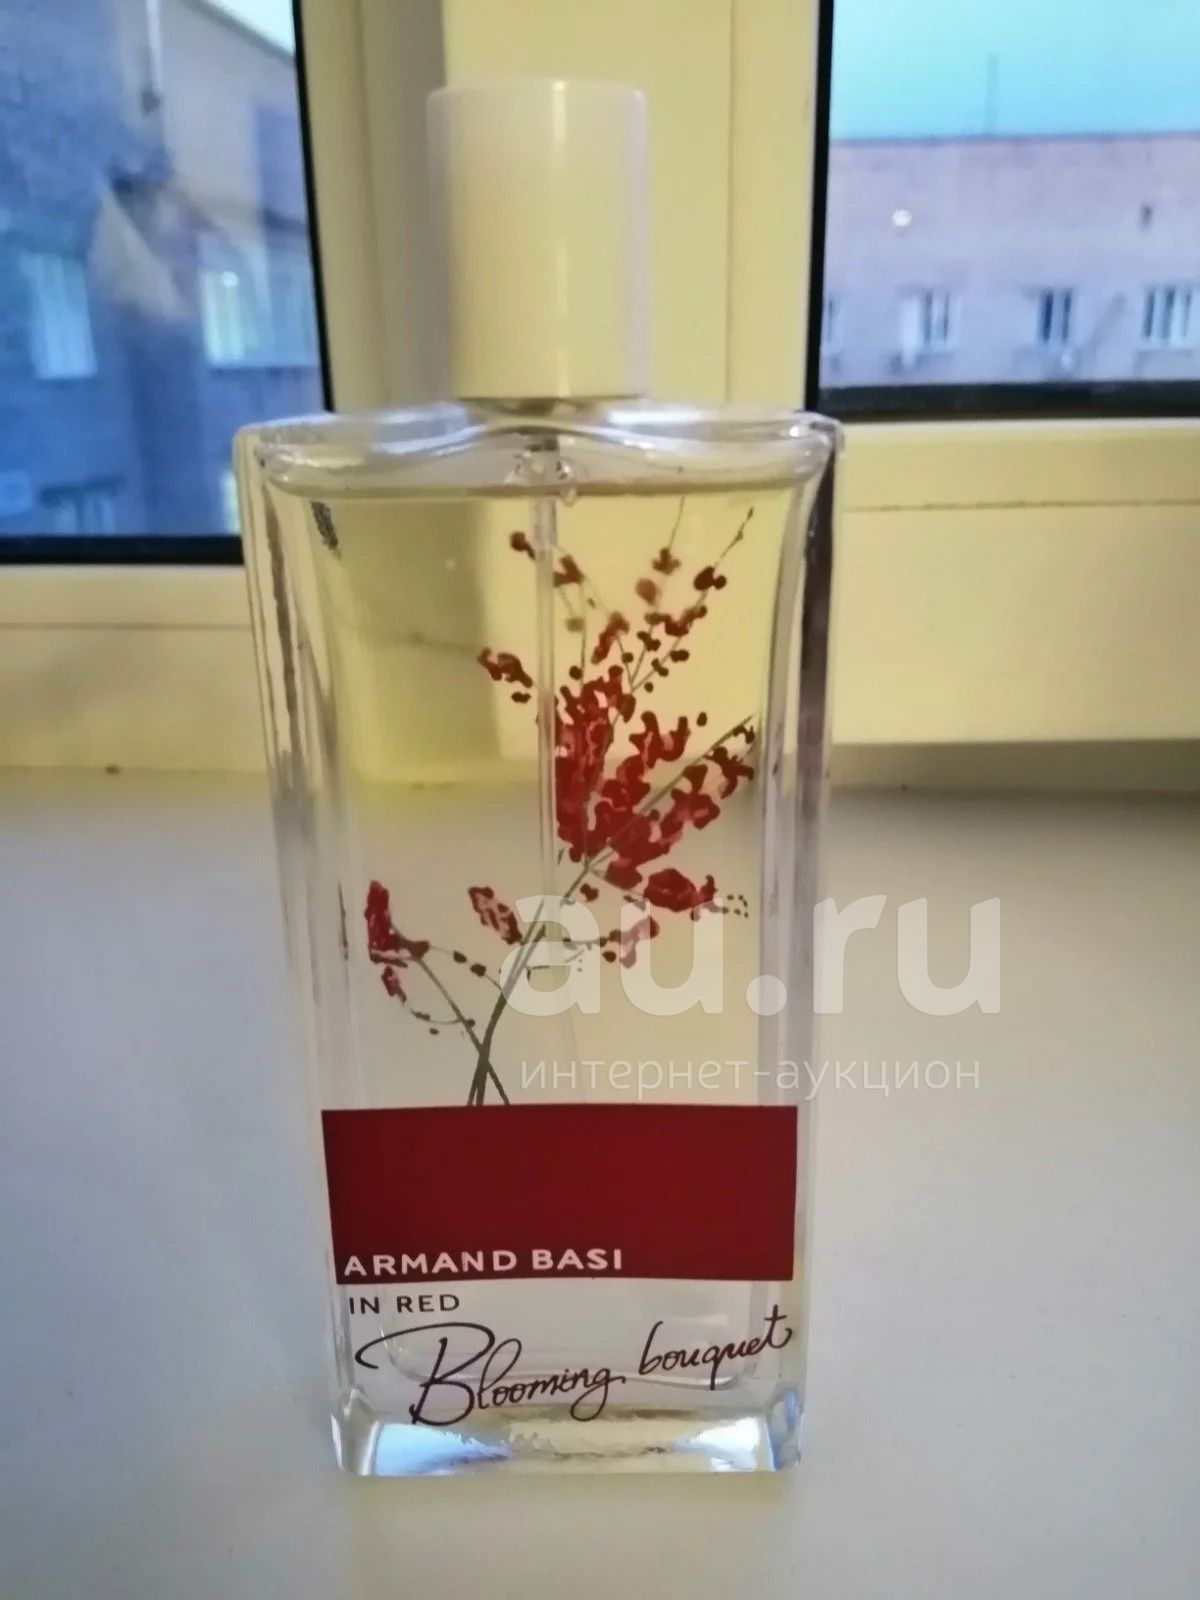 au.ru
интернет-аукцион
ARMAND BASI
IN RED
Blooming bouquet